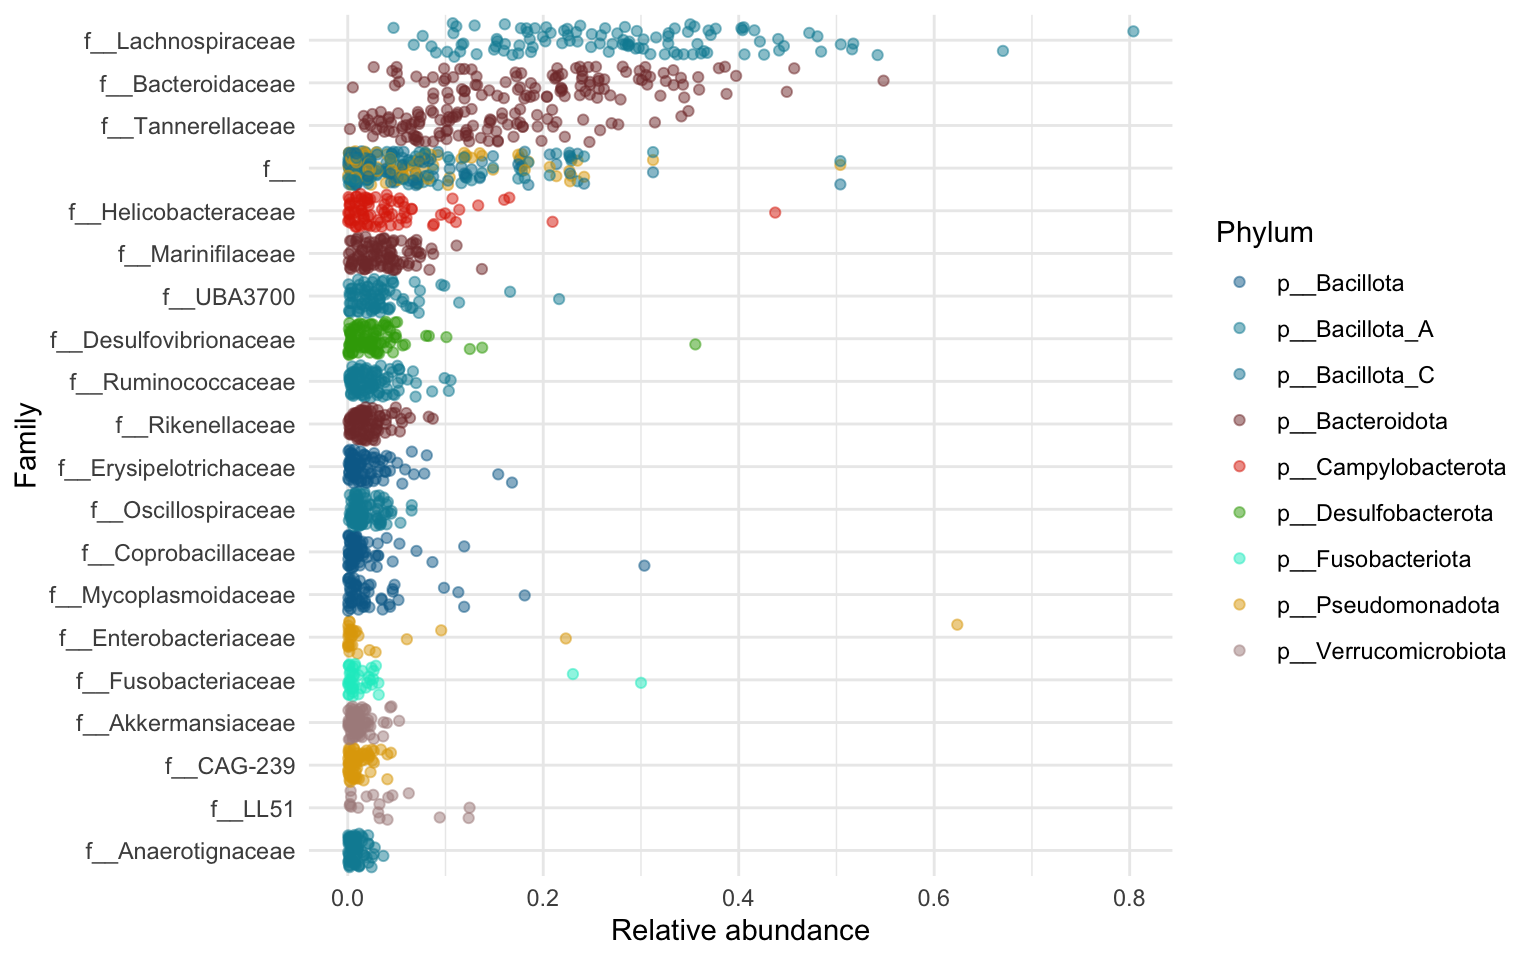 f__Lachnospiraceae
f__Bacteroidaceae
f__Tannerellaceae
f__
f__Helicobacteraceae
f__Marinifilaceae
f__UBA3700
f__Desulfovibrionaceae
f__Ruminococcaceae
f__Rikenellaceae
f__Erysipelotrichaceae
f__Oscillospiraceae
f__Coprobacillaceae
f__Mycoplasmoidaceae
f__Enterobacteriaceae
f__Fusobacteriaceae
f__Akkermansiaceae
f__CAG-239
f__LL51
f__Anaerotignaceae
Family
0.0 0.2 0.4 0.6 0.8
Relative abundance
Phylum
p__Bacillota
p__Bacillota_A
p__Bacillota_C
p__Bacteroidota
p__Campylobacterota
p__Desulfobacterota
p__Fusobacteriota
p__Pseudomonadota
p__Verrucomicrobiota